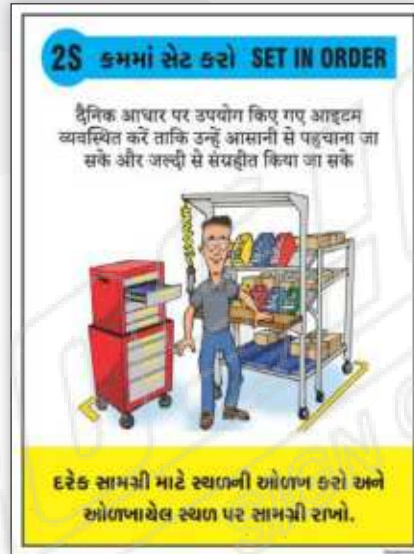 2S ક્રમમાં સેટ કરો SET IN ORDER
दैनिक आधार पर उपयोग किए गए आइटम
व्यवस्थित करें ताकि उन्हें आसानी से पहचाना जा
सके और जल्दी से संग्रहीत किया जा सके
દરેક સામગ્રી માટે સ્થળની ઓળખ કરો અને
ઓળખાયેલ સ્થળ પર સામગ્રી રાખો.